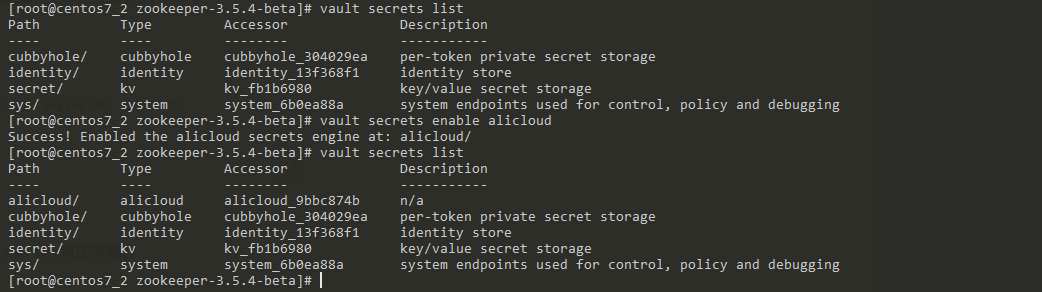 [root@centos7_2 zookeeper-3.5.4-beta]# vault secrets list
Path          Type         Accessor              Description
----          ----         --------              -----------
cubbyhole/    cubbyhole    cubbyhole_304029ea    per-token private secret storage
identity/     identity     identity_13f368f1     identity store
secret/       kv           kv_fb1b6980           key/value secret storage
sys/          system       system_6b0ea88a       system endpoints used for control, policy and debugging
[root@centos7_2 zookeeper-3.5.4-beta]# vault secrets enable alicloud
Success! Enabled the alicloud secrets engine at: alicloud/
[root@centos7_2 zookeeper-3.5.4-beta]# vault secrets list
Path          Type         Accessor              Description
----          ----         --------              -----------
alicloud/     alicloud     alicloud_9bbc874b     n/a
cubbyhole/    cubbyhole    cubbyhole_304029ea    per-token private secret storage
identity/     identity     identity_13f368f1     identity store
secret/       kv           kv_fb1b6980           key/value secret storage
sys/          system       system_6b0ea88a       system endpoints used for control, policy and debugging
[root@centos7_2 zookeeper-3.5.4-beta]#